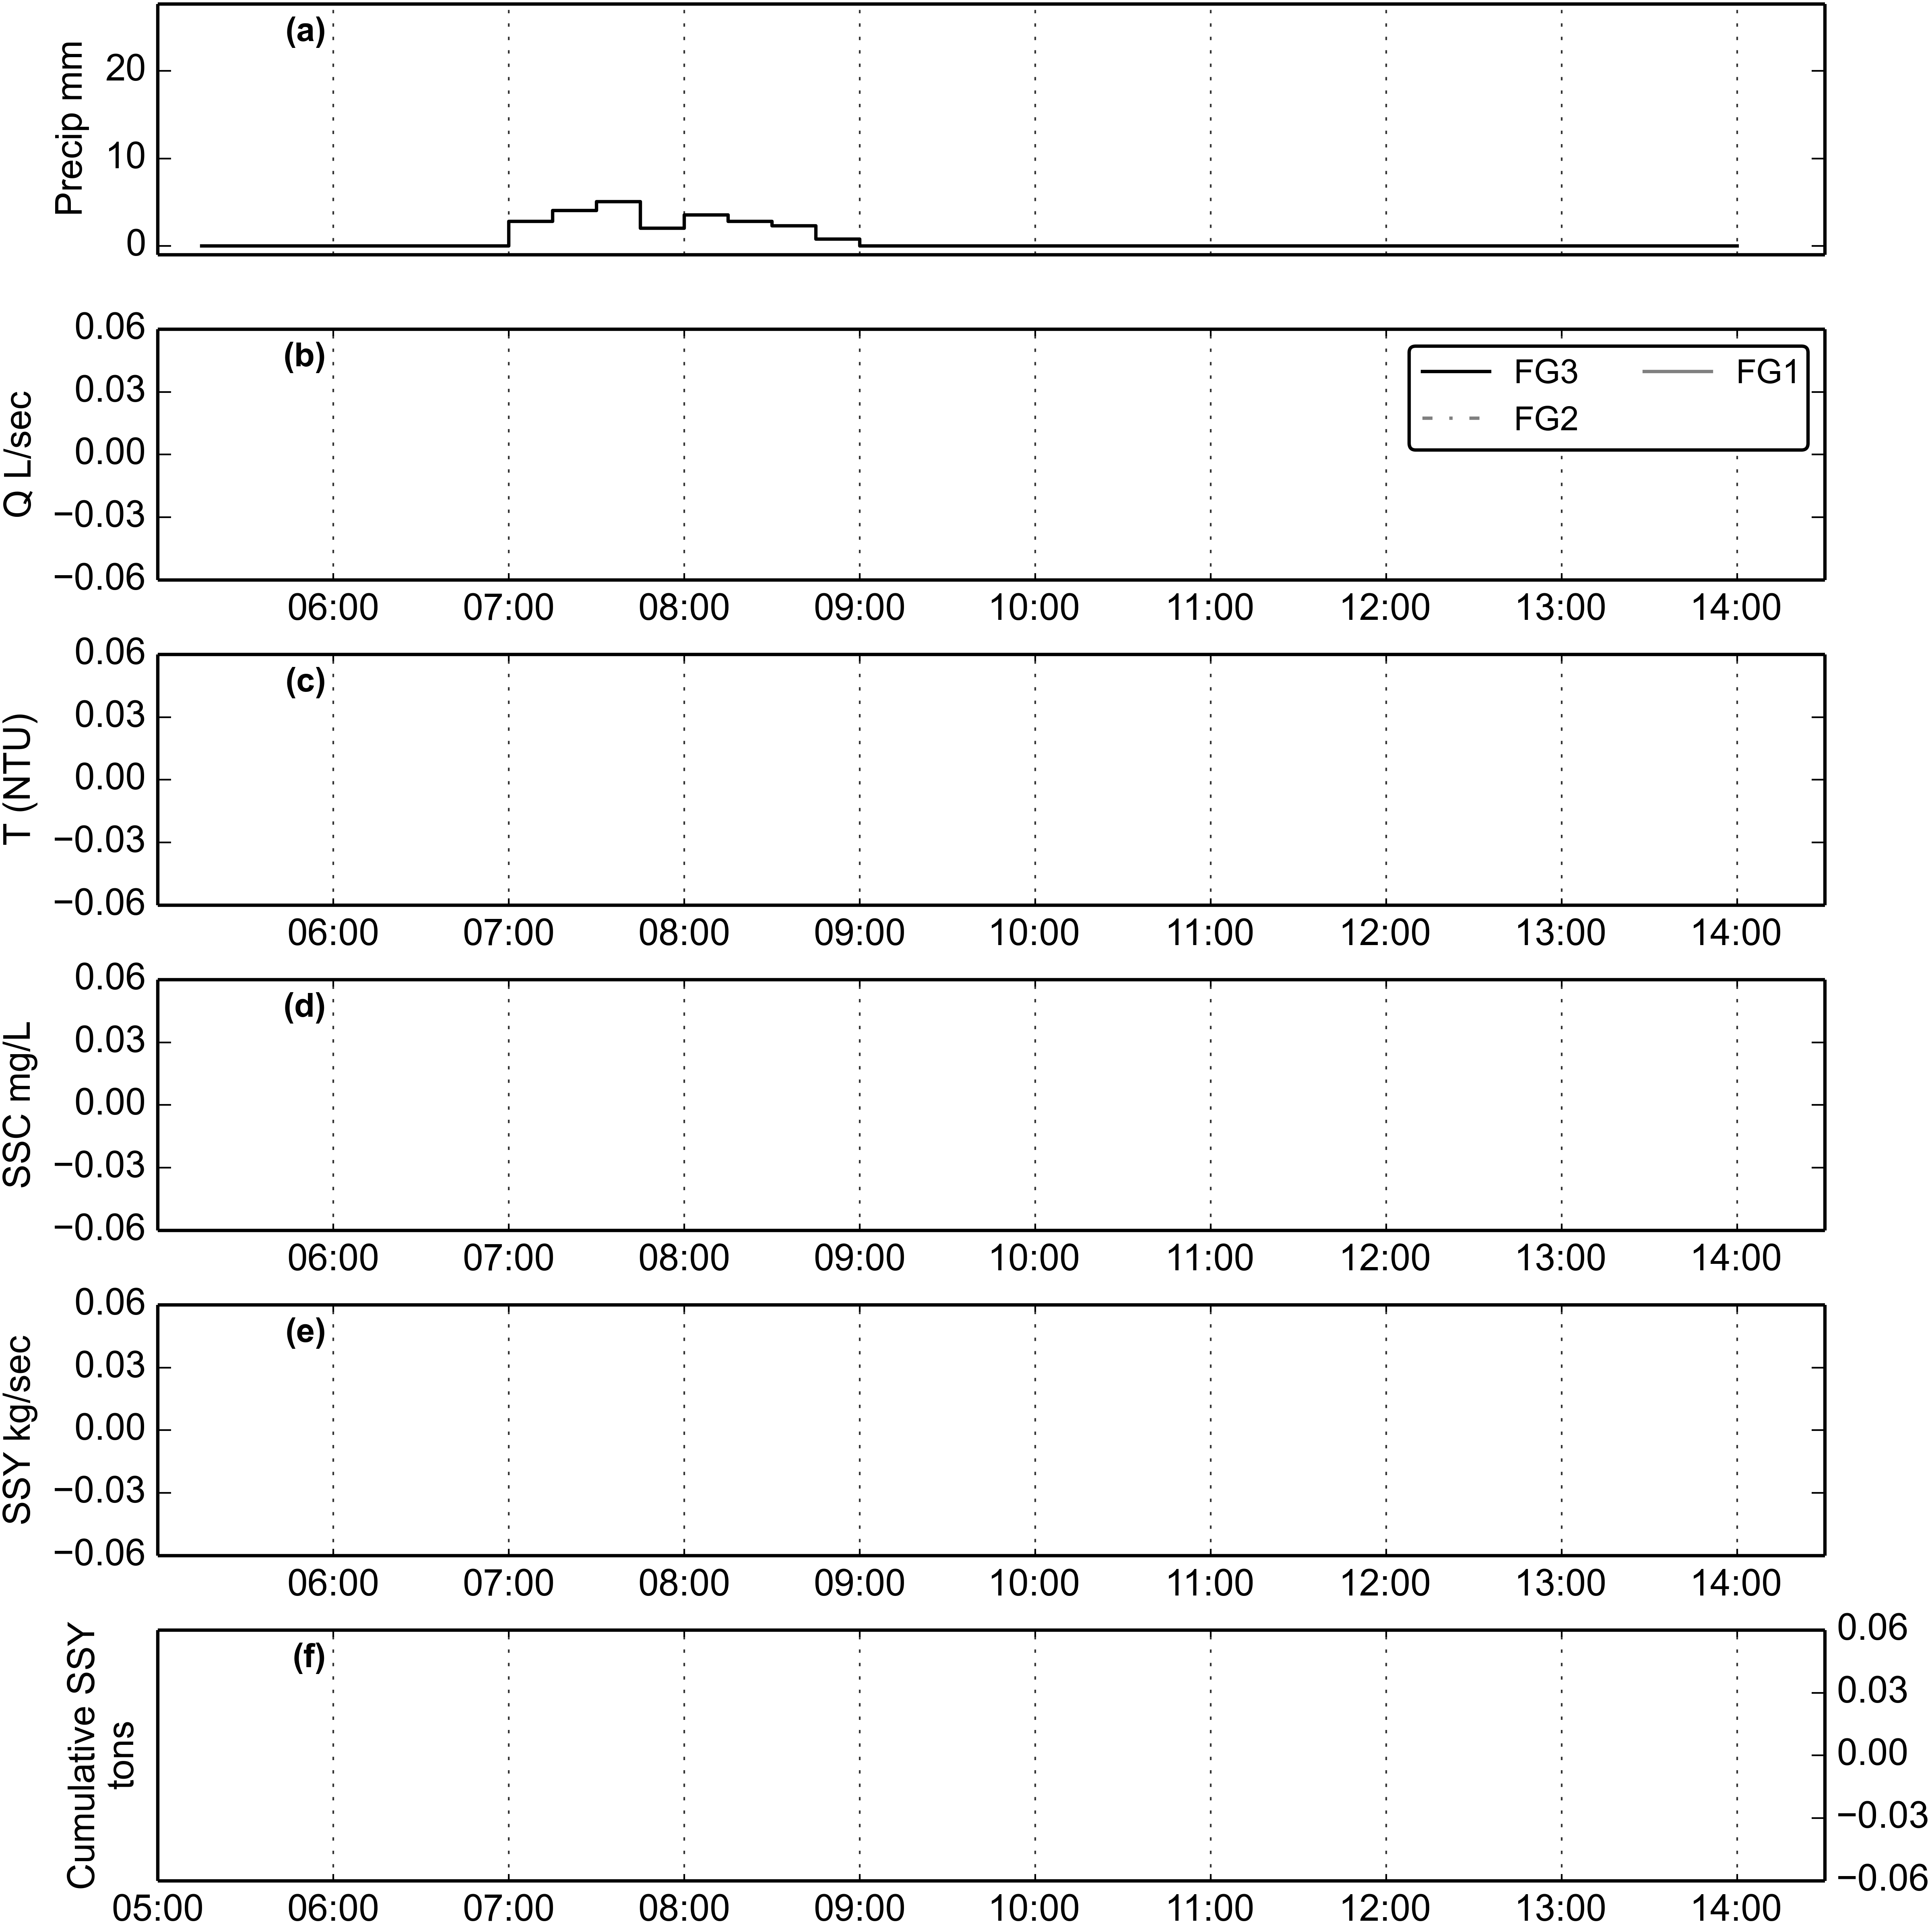 (a)
Precip mm
20
10
0
(b)
Q L/sec
0.06
0.03
0.00
−0.03
−0.06
FG3 FG1
FG2
06:00 07:00 08:00 09:00 10:00 11:00 12:00 13:00 14:00
(c)
T (NTU)
0.06
0.03
0.00
−0.03
−0.06
06:00 07:00 08:00 09:00 10:00 11:00 12:00 13:00 14:00
(d)
SSC mg/L
0.06
0.03
0.00
−0.03
−0.06
06:00 07:00 08:00 09:00 10:00 11:00 12:00 13:00 14:00
(e)
SSY kg/sec
0.06
0.03
0.00
−0.03
−0.06
06:00 07:00 08:00 09:00 10:00 11:00 12:00 13:00 14:00
(f)
Cumulative SSY
tons
0.06
0.03
0.00
−0.03
−0.06
05:00 06:00 07:00 08:00 09:00 10:00 11:00 12:00 13:00 14:00